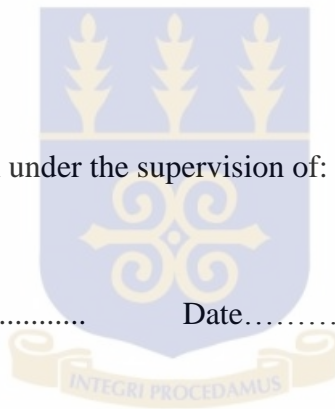 under the supervision of:
........... Date.........
INTEGRI PROCEDAMUS